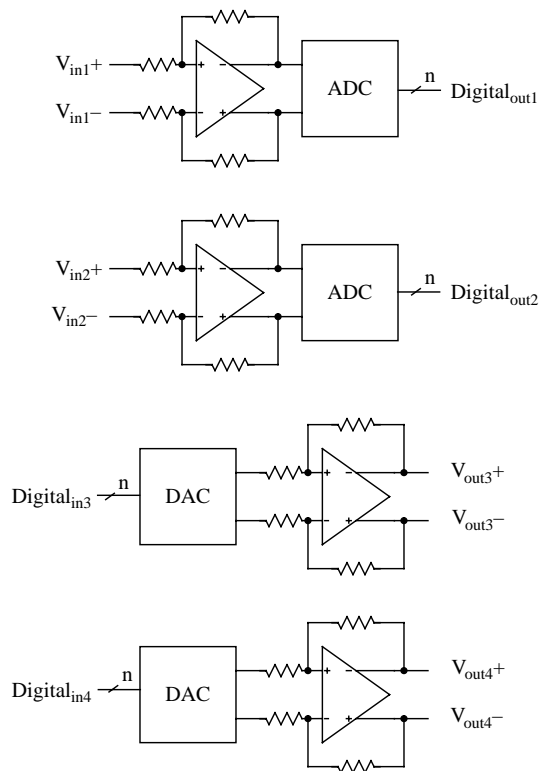 Vin1+
+ −
ADC
n
Digitalout1
Vin1−
− +
Vin2+
+ −
ADC
n
Digitalout2
Vin2−
− +
Digitalin3
n
DAC
+ −
Vout3+
− +
Vout3−
Digitalin4
n
DAC
+ −
Vout4+
− +
Vout4−